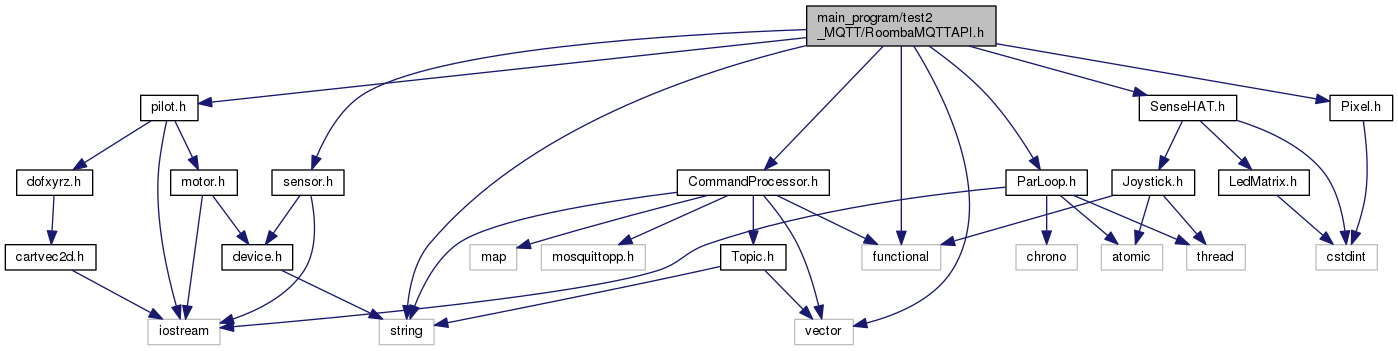 main_program/test2
_MQTT/RoombaMQTTAPI.h
pilot.h
SenseHAT.h
Pixel.h
dofxyrz.h
motor.h
sensor.h
CommandProcessor.h
ParLoop.h
Joystick.h
LedMatrix.h
cartvec2d.h
device.h
map
mosquittopp.h
Topic.h
functional
chrono
atomic
thread
cstdint
iostream
string
vector